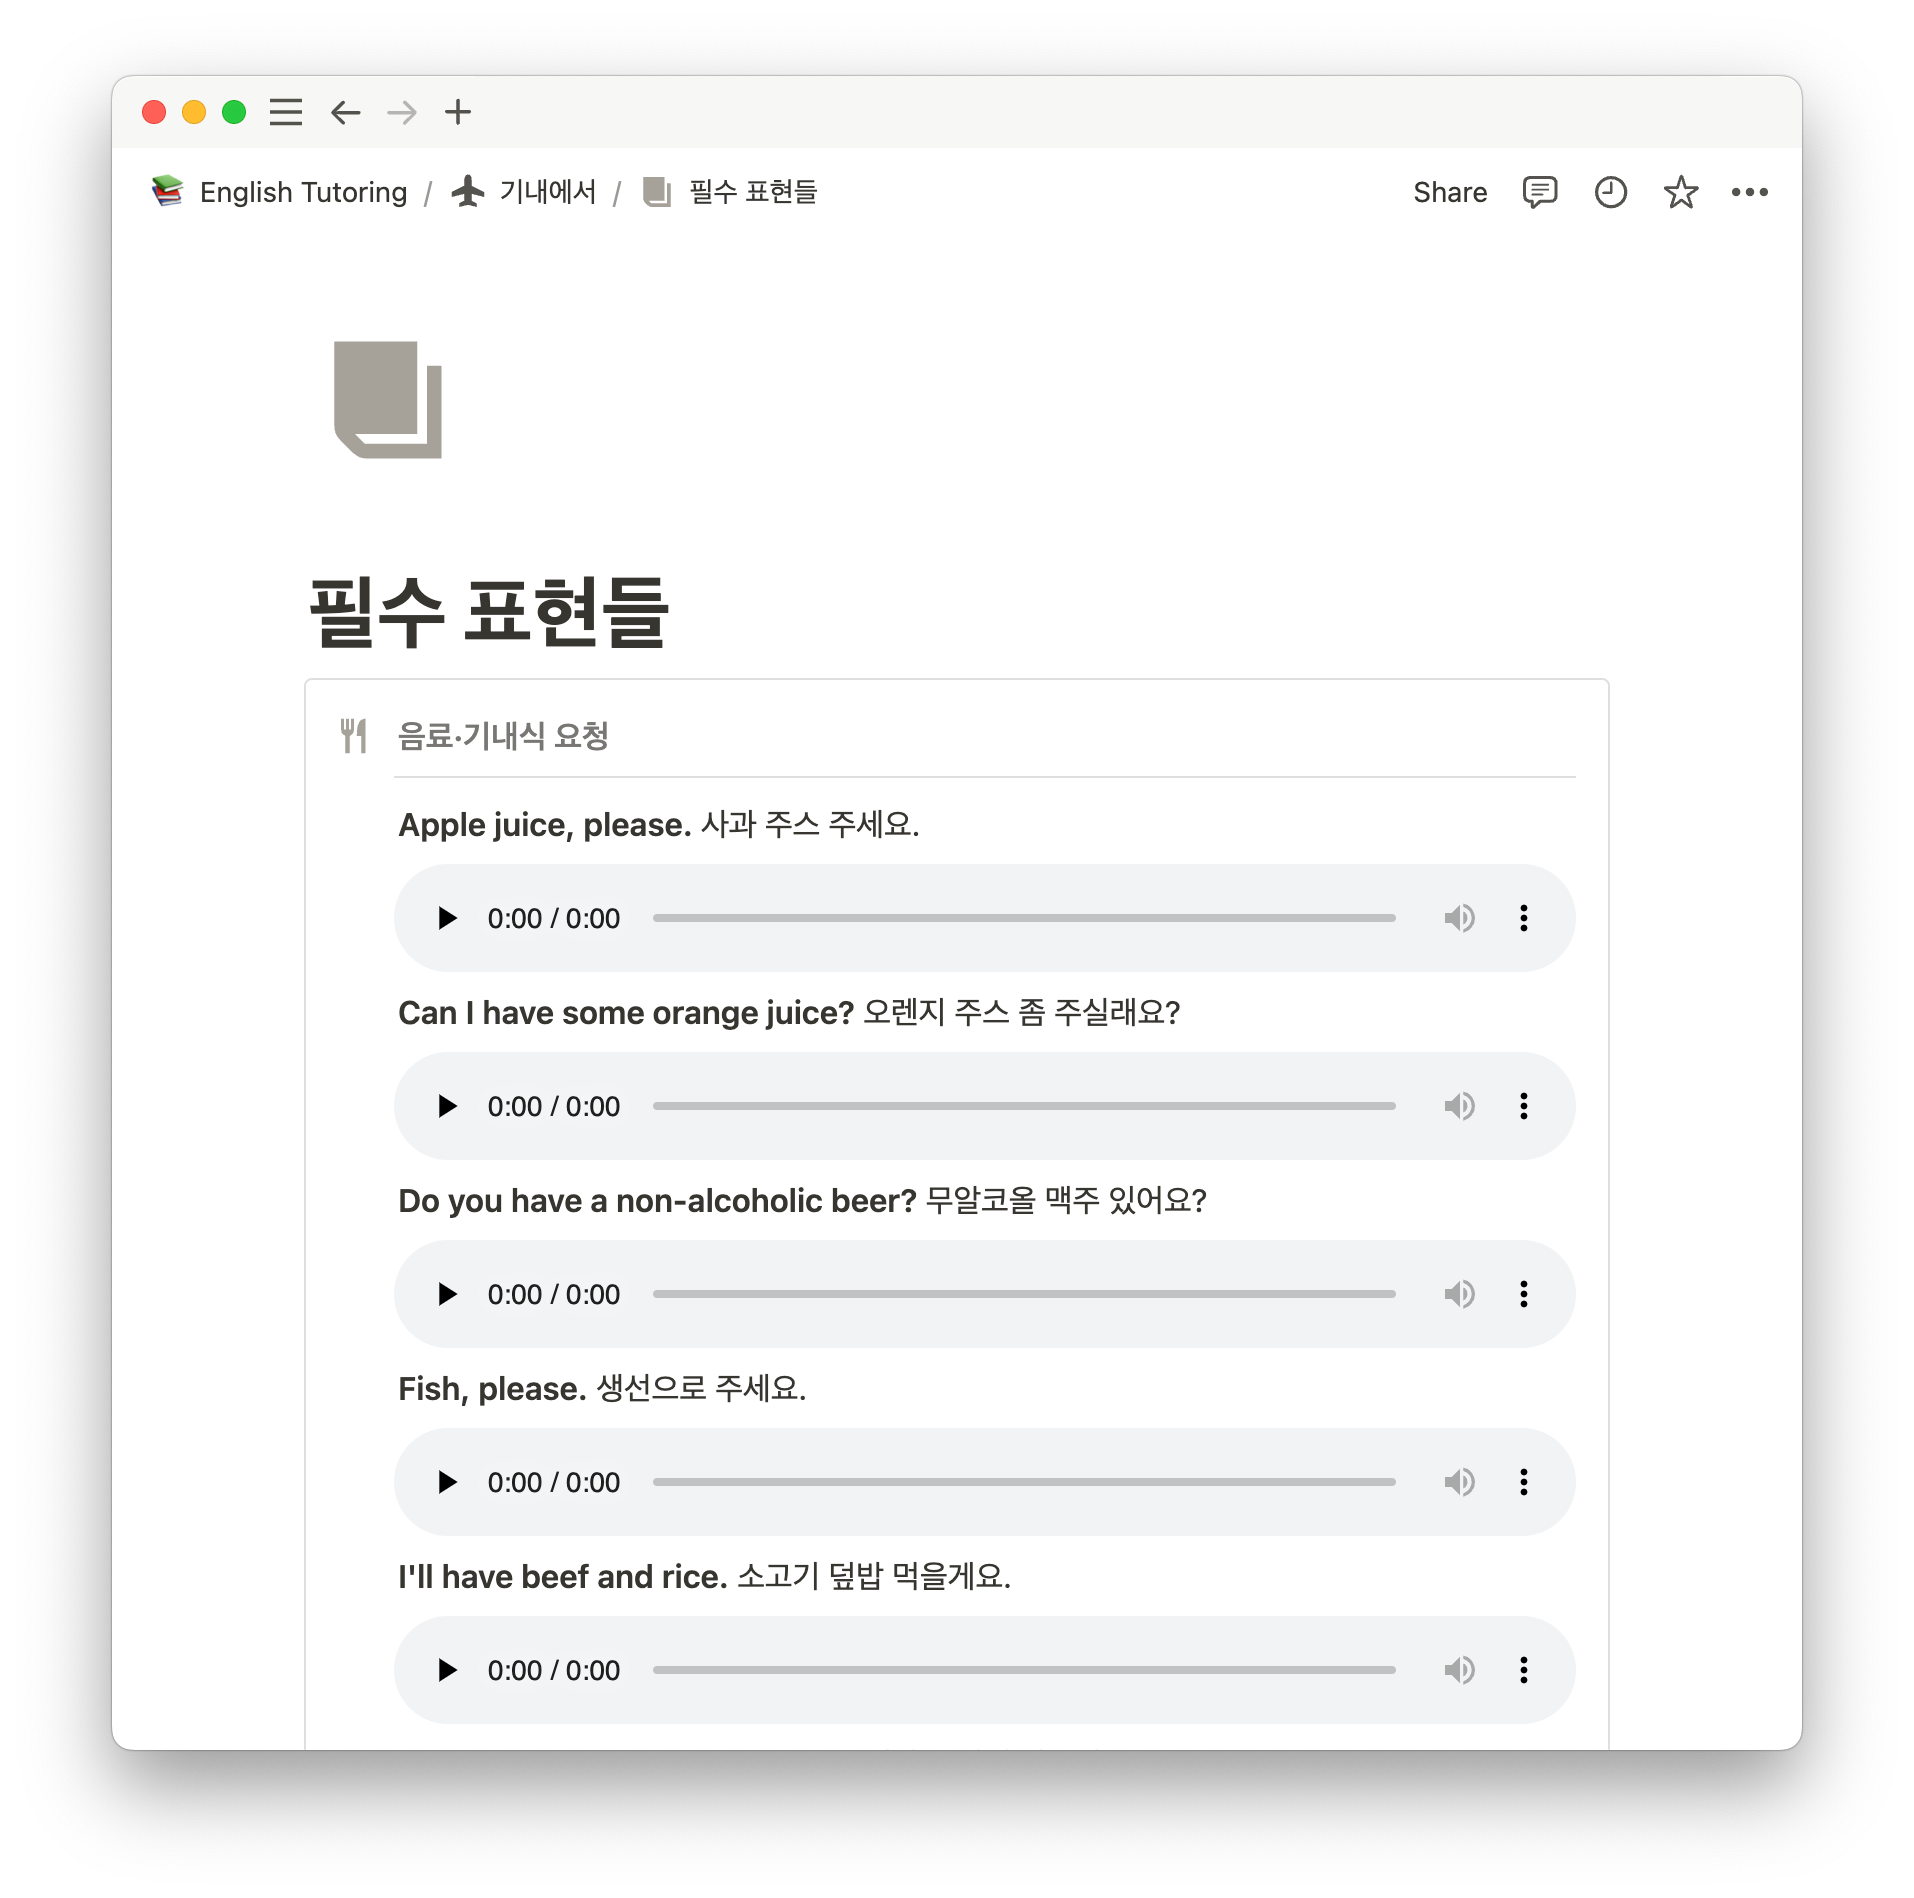 English Tutoring / 기내에서 / 필수 표현들
Share
필수 표현들
음료·기내식 요청
Apple juice, please. 사과 주스 주세요.
0:00 / 0:00
Can I have some orange juice? 오렌지 주스 좀 주실래요?
0:00 / 0:00
Do you have a non-alcoholic beer? 무알코올 맥주 있어요?
0:00 / 0:00
Fish, please. 생선으로 주세요.
0:00 / 0:00
I'll have beef and rice. 소고기 덮밥 먹을게요.
0:00 / 0:00